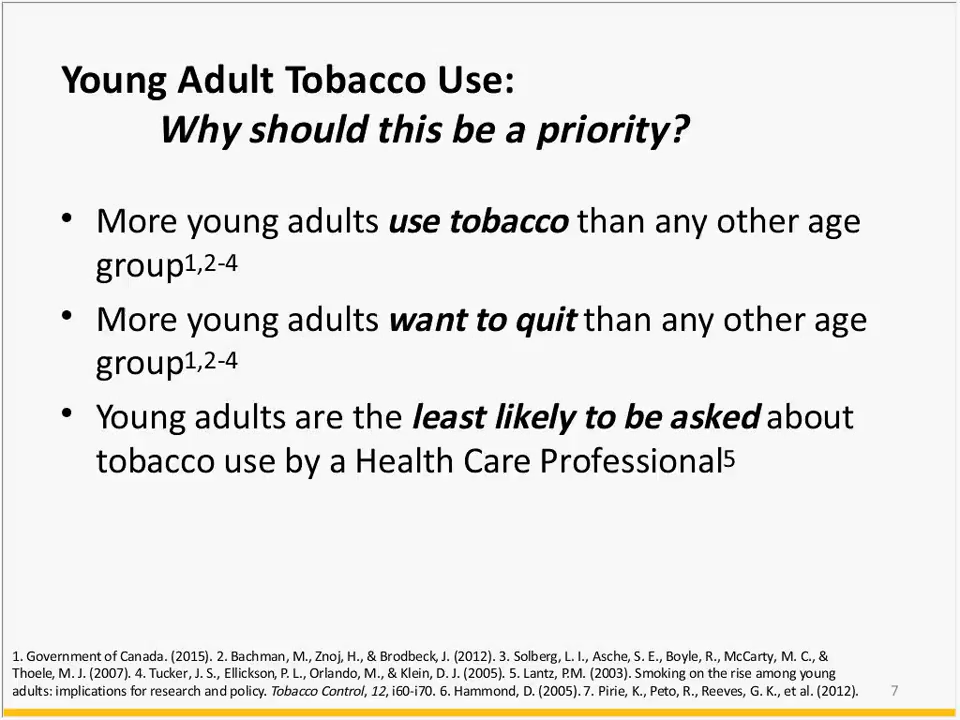 Young Adult Tobacco Use:
Why should this be a priority?
• More young adults use tobacco than any other age
group1,2-4
• More young adults want to quit than any other age
group1,2-4
• Young adults are the least likely to be asked about
tobacco use by a Health Care Professional5
1. Government of Canada. (2015). 2. Bachman, M., Znoj, H., & Brodbeck, J. (2012). 3. Solberg, L. I., Asche, S. E., Boyle, R., McCarty, M. C., &
Thoele, M. J. (2007). 4. Tucker, J. S., Ellickson, P. L., Orlando, M., & Klein, D. J. (2005). 5. Lantz, P.M. (2003). Smoking on the rise among young
adults: implications for research and policy. Tobacco Control, 12, i60-i70. 6. Hammond, D. (2005). 7. Pirie, K., Peto, R., Reeves, G. K., et al. (2012).
7